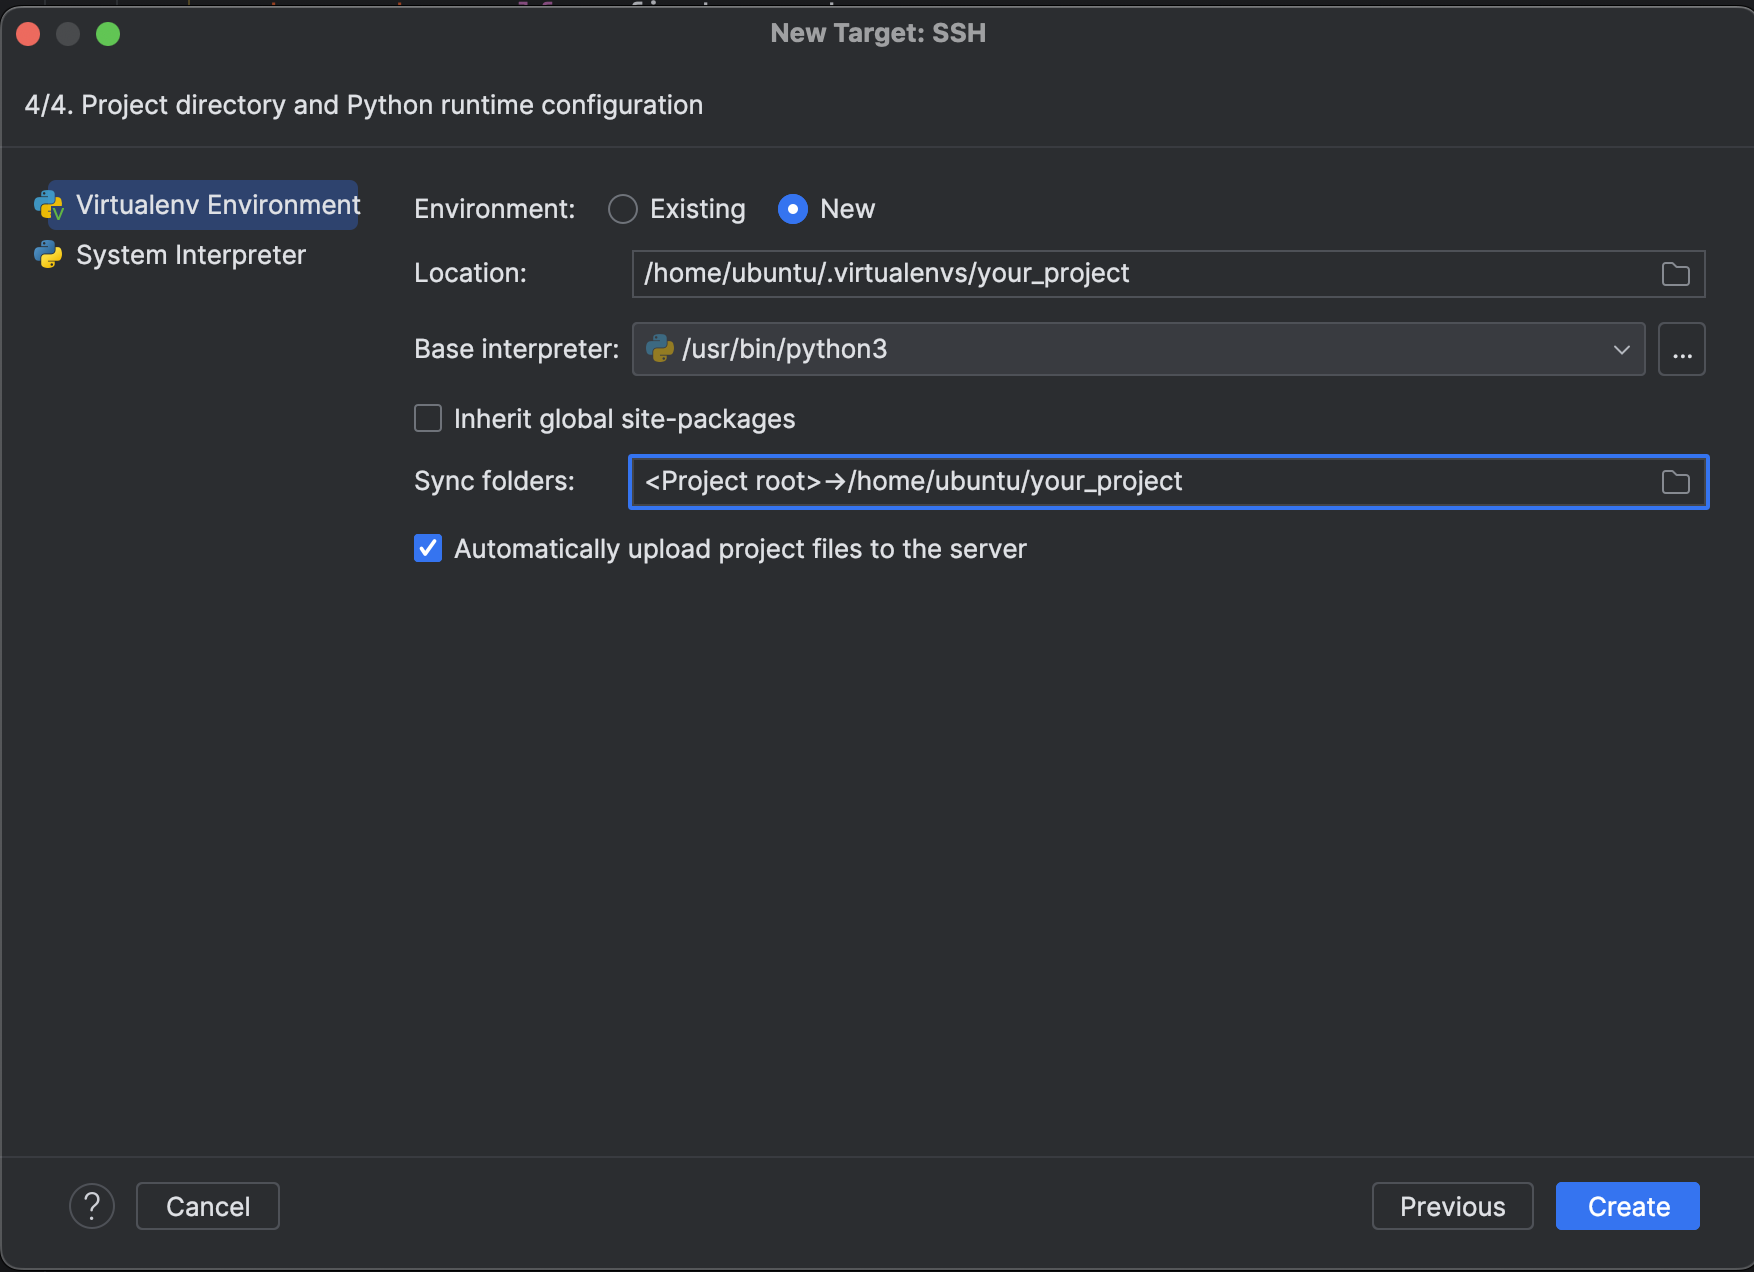 New Target: SSH
4/4. Project directory and Python runtime configuration
Virtualenv Environment
System Interpreter
Environment: Existing New
Location: /home/ubuntu/.virtualenvs/your_project
Base interpreter: /usr/bin/python3 ...
Inherit global site-packages
Sync folders: <Project root>→/home/ubuntu/your_project
Automatically upload project files to the server
? Cancel Previous Create